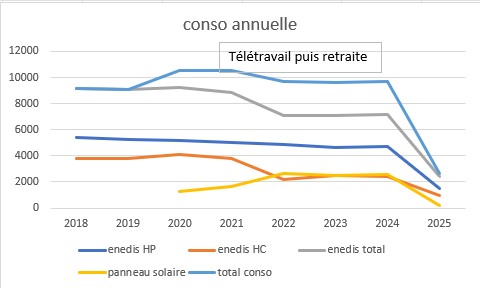 conso annuelle
Télétravail puis retraite
12000
10000
8000
6000
4000
2000
0
2018 2019 2020 2021 2022 2023 2024 2025
enedis HP enedis HC enedis total
panneau solaire total conso